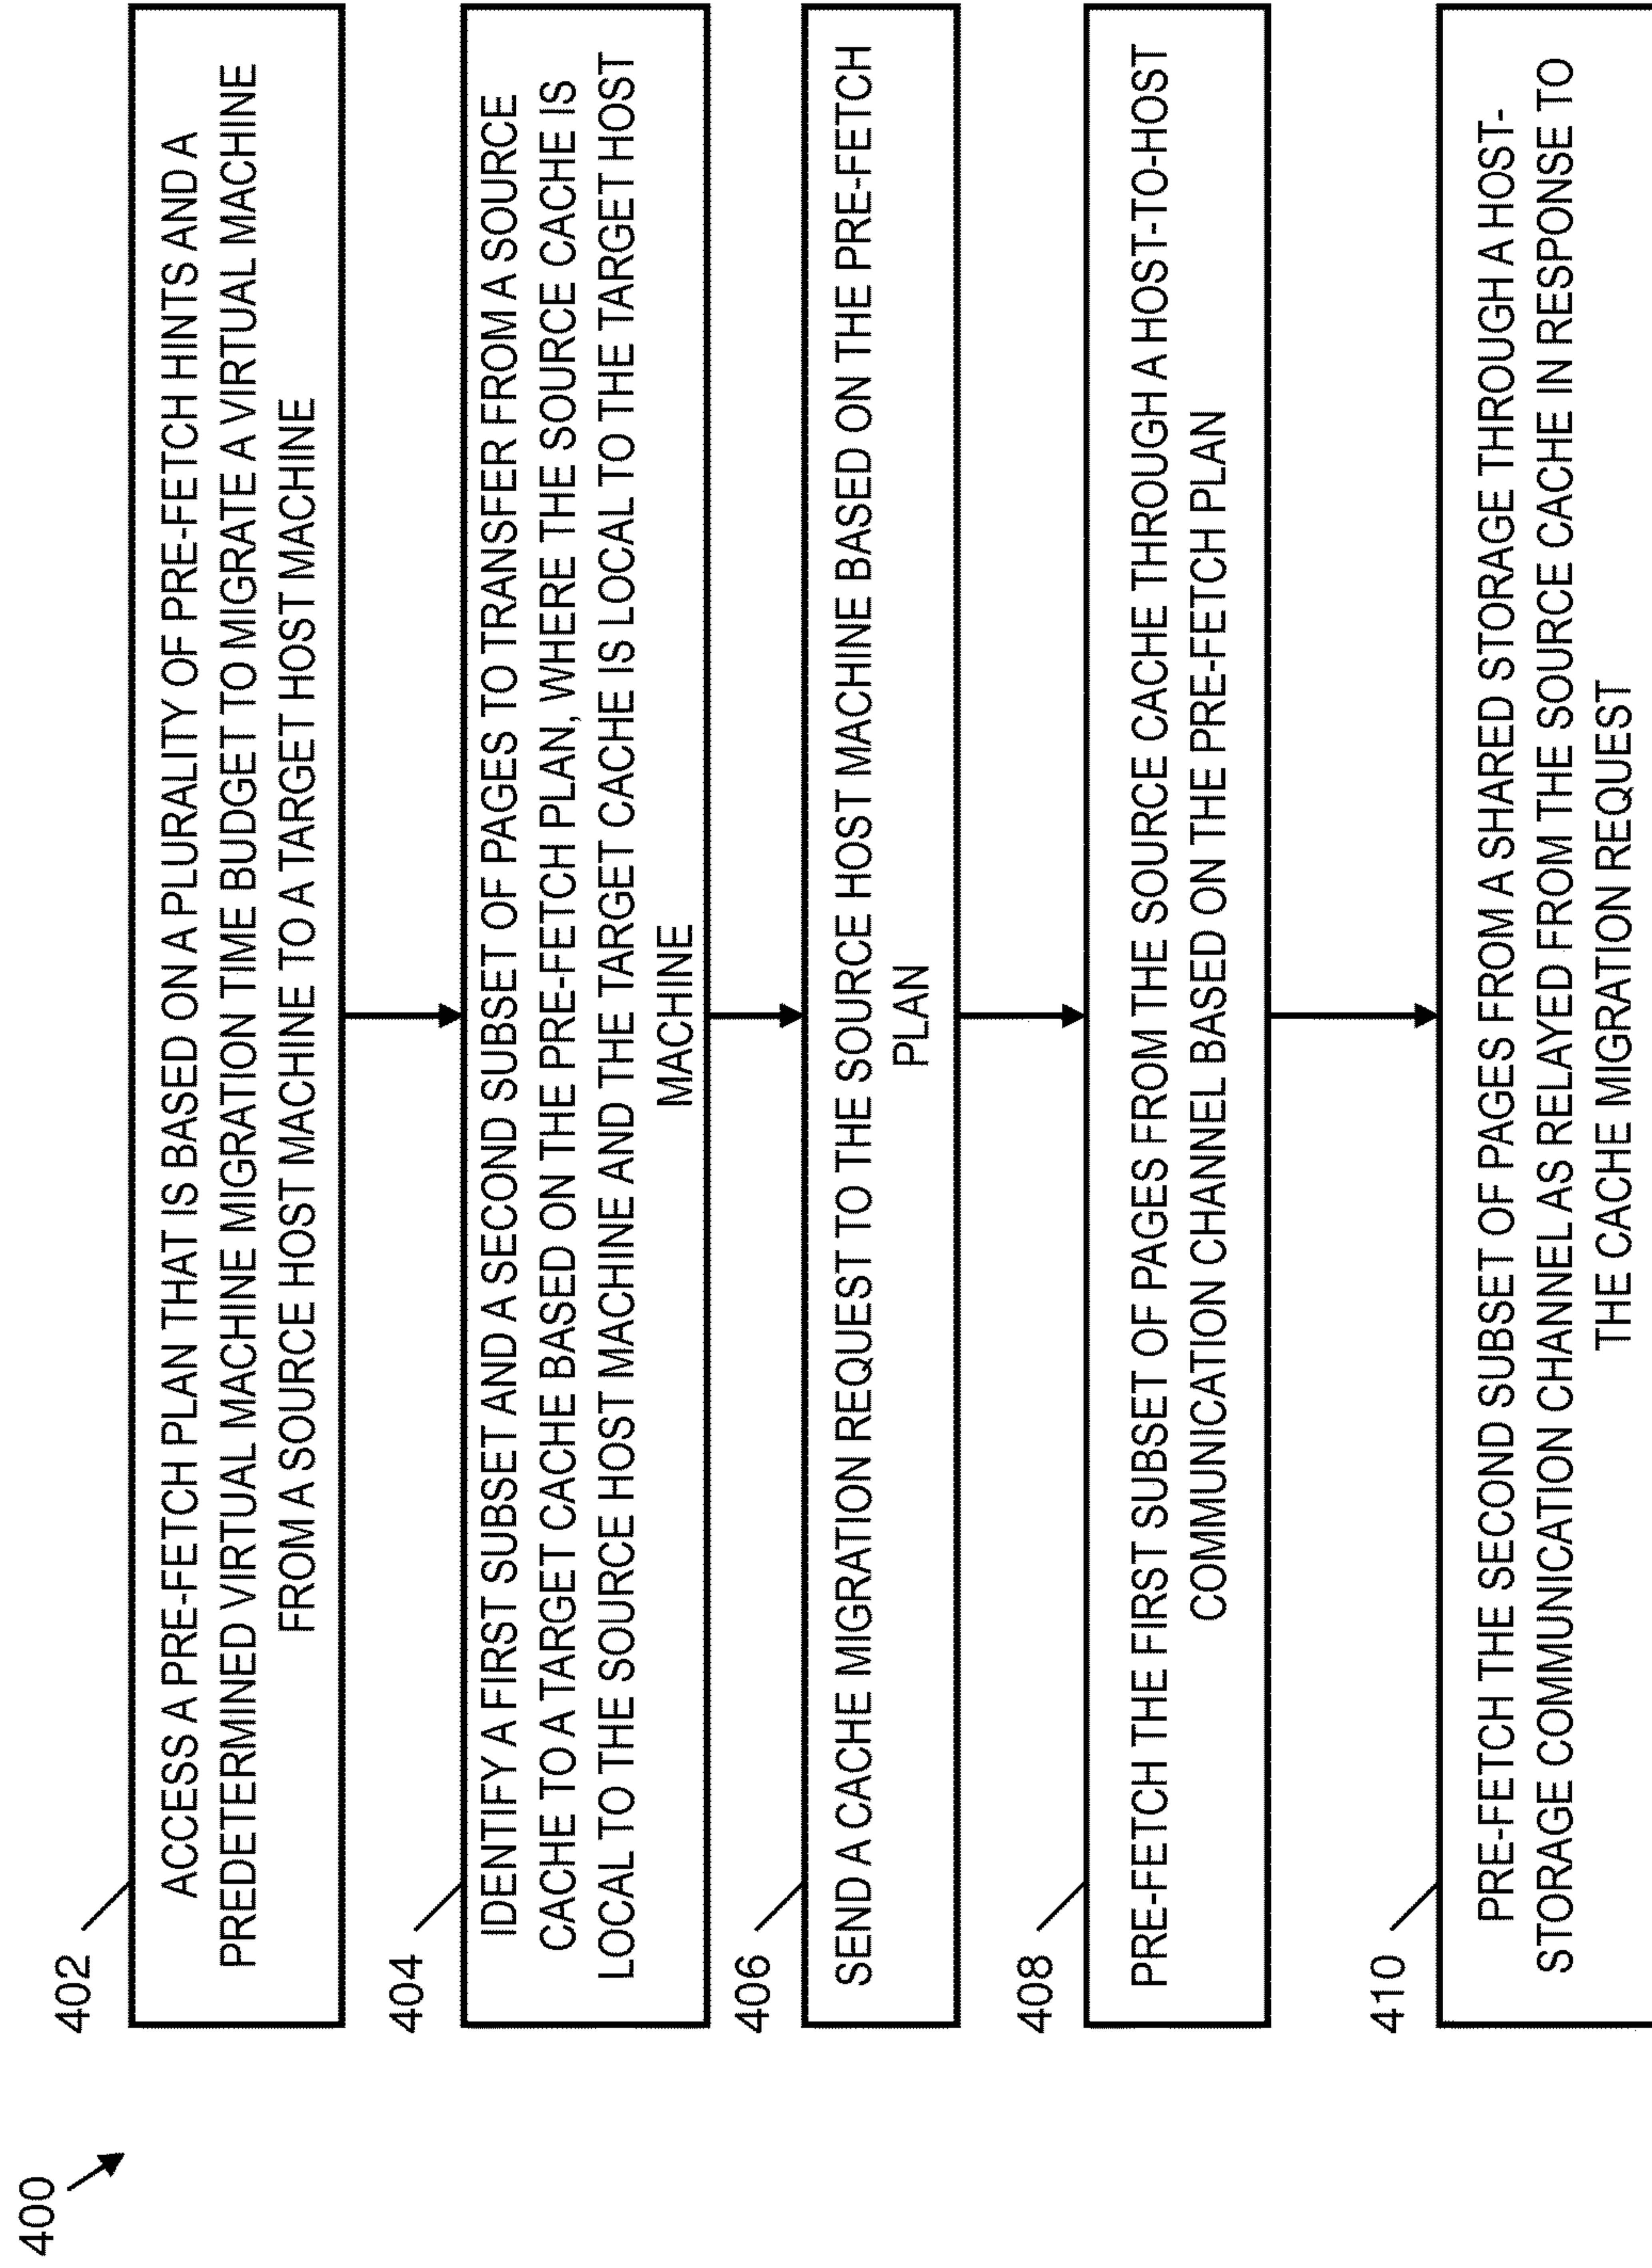 400
402
ACCESS A PRE-FETCH PLAN THAT IS BASED ON A PLURALITY OF PRE-FETCH HINTS AND A
PREDETERMINED VIRTUAL MACHINE MIGRATION TIME BUDGET TO MIGRATE A VIRTUAL MACHINE
FROM A SOURCE HOST MACHINE TO A TARGET HOST MACHINE
404
IDENTIFY A FIRST SUBSET AND A SECOND SUBSET OF PAGES TO TRANSFER FROM A SOURCE
CACHE TO A TARGET CACHE BASED ON THE PRE-FETCH PLAN, WHERE THE SOURCE CACHE IS
LOCAL TO THE SOURCE HOST MACHINE AND THE TARGET CACHE IS LOCAL TO THE TARGET HOST
MACHINE
406
SEND A CACHE MIGRATION REQUEST TO THE SOURCE HOST MACHINE BASED ON THE PRE-FETCH
PLAN
408
PRE-FETCH THE FIRST SUBSET OF PAGES FROM THE SOURCE CACHE THROUGH A HOST-TO-HOST
COMMUNICATION CHANNEL BASED ON THE PRE-FETCH PLAN
410
PRE-FETCH THE SECOND SUBSET OF PAGES FROM A SHARED STORAGE THROUGH A HOST-
STORAGE COMMUNICATION CHANNEL AS RELAYED FROM THE SOURCE CACHE IN RESPONSE TO
THE CACHE MIGRATION REQUEST